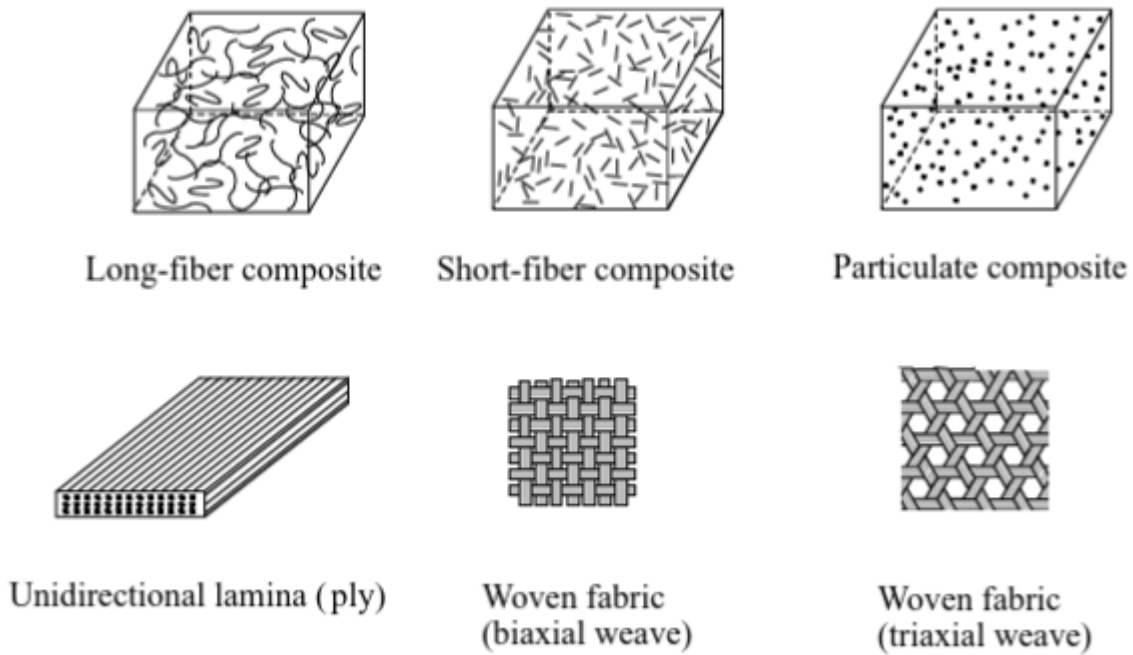 Long-fiber composite
Short-fiber composite
Particulate composite
Unidirectional lamina (ply)
Woven fabric
(biaxial weave)
Woven fabric
(triaxial weave)